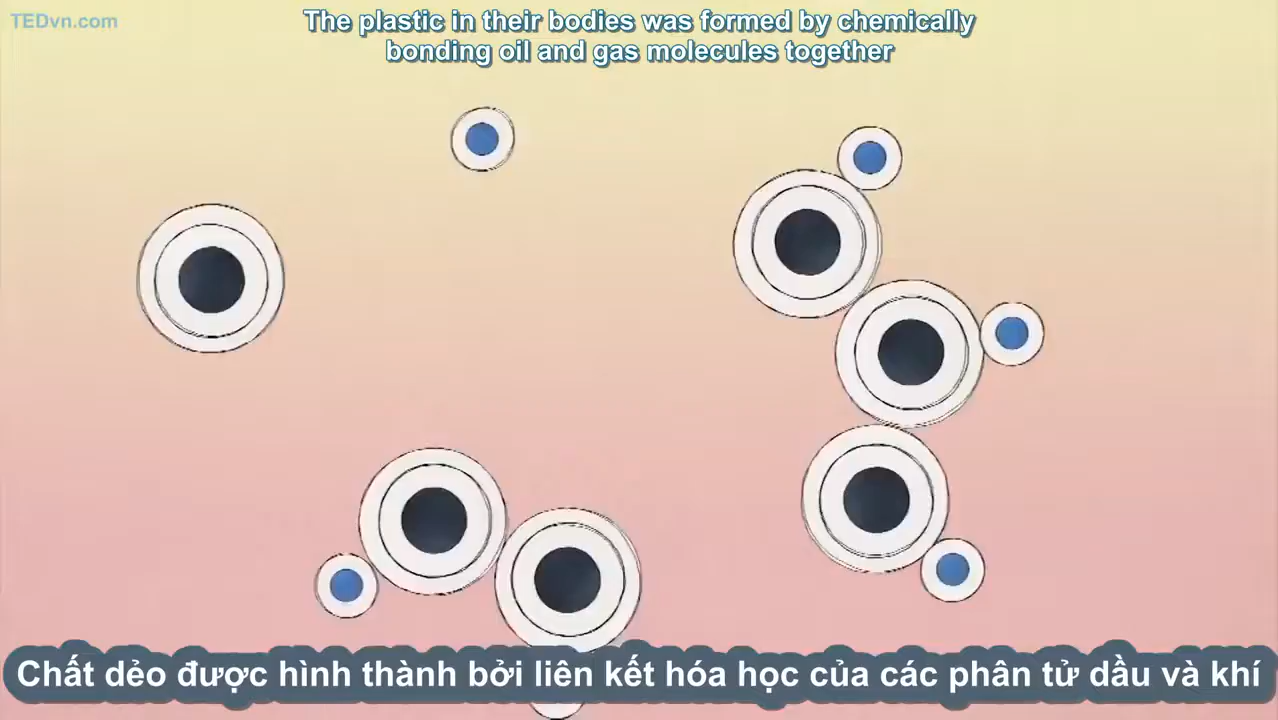 TEDvn.com
The plastic in their bodies was formed by chemically
bonding oil and gas molecules together
Chất dẻo được hình thành bởi liên kết hóa học của các phân tử dầu và khí